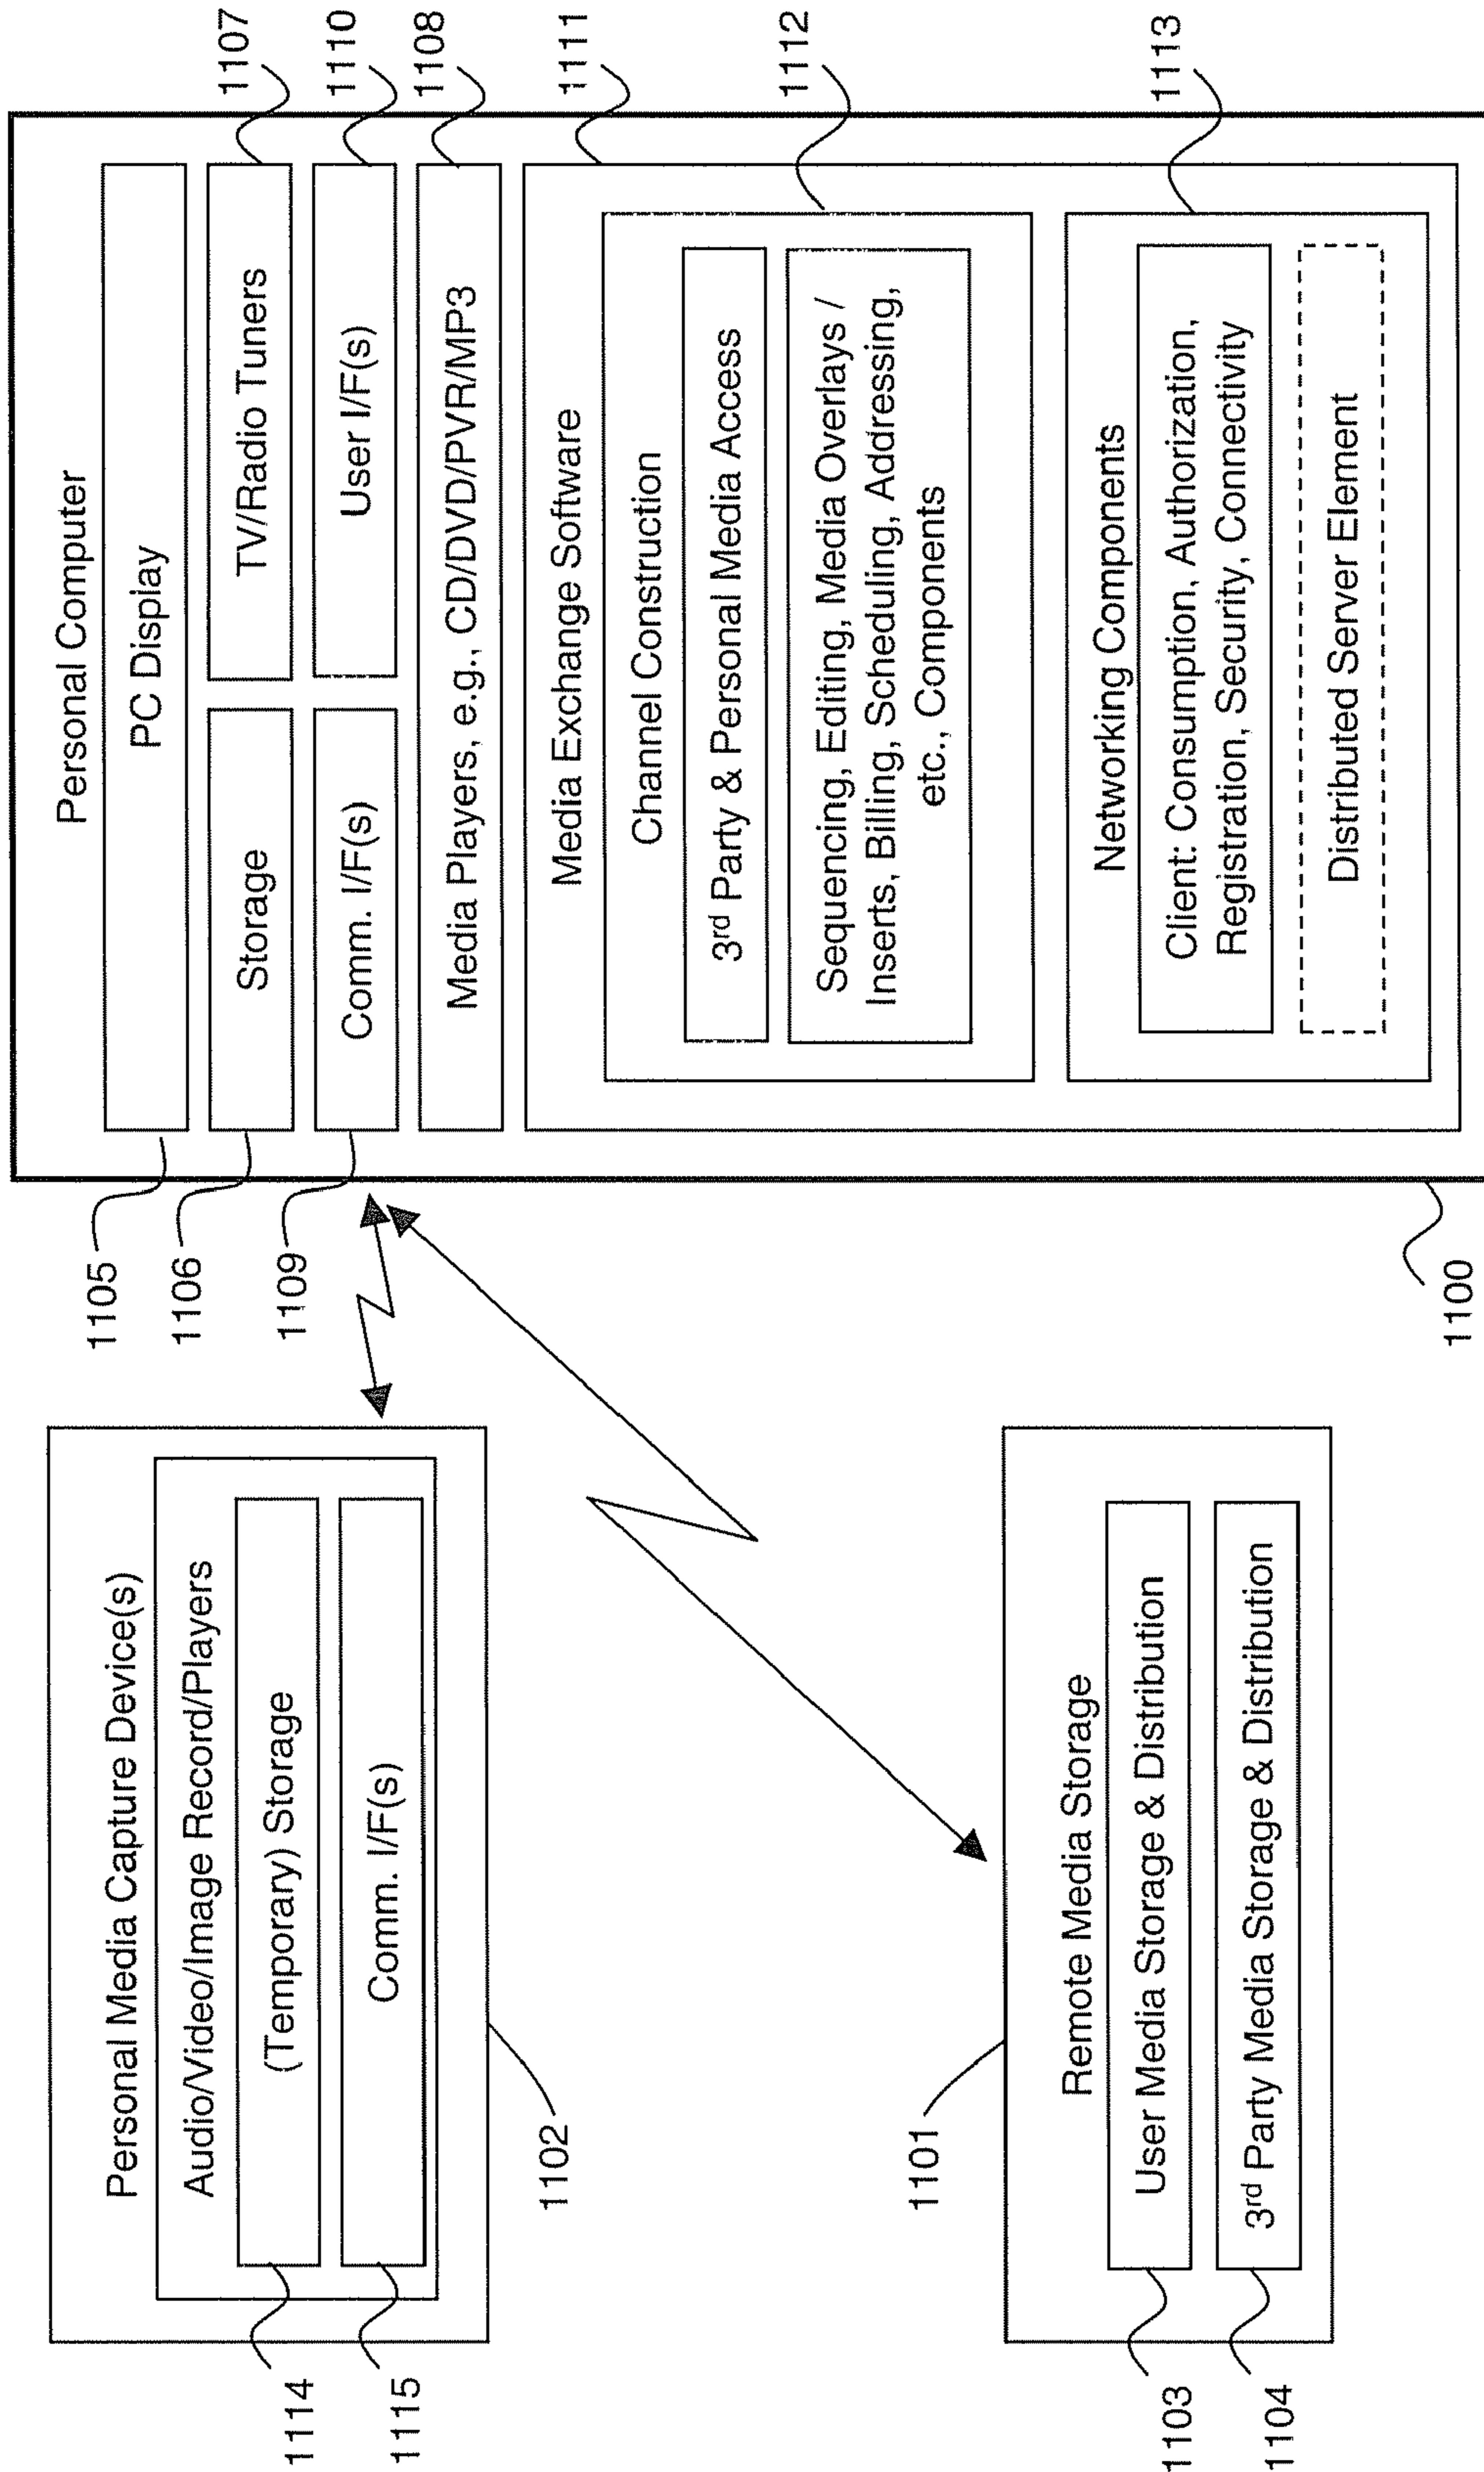 Personal Media Capture Device(s)
Audio/Video/Image Record/Players
(Temporary) Storage
Comm. I/F(s)
1114
1115
1102
Remote Media Storage
User Media Storage & Distribution
3rd Party Media Storage & Distribution
1101
1103
1104
Personal Computer
PC Display
Storage
TV/Radio Tuners
Comm. I/F(s)
User I/F(s)
Media Players, e.g., CD/DVD/PVR/MP3
Media Exchange Software
Channel Construction
3rd Party & Personal Media Access
Sequencing, Editing, Media Overlays /
Inserts, Billing, Scheduling, Addressing,
etc., Components
Networking Components
Client: Consumption, Authorization,
Registration, Security, Connectivity
Distributed Server Element
1105
1106
1109
1100
1107
1110
1108
1111
1112
1113